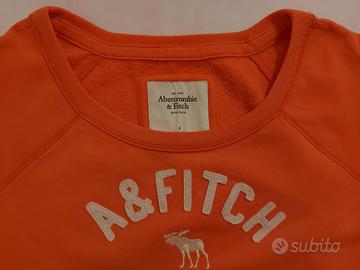 Abercrombie
& Fitch
NEW YORK
S
A&FITCH
subito